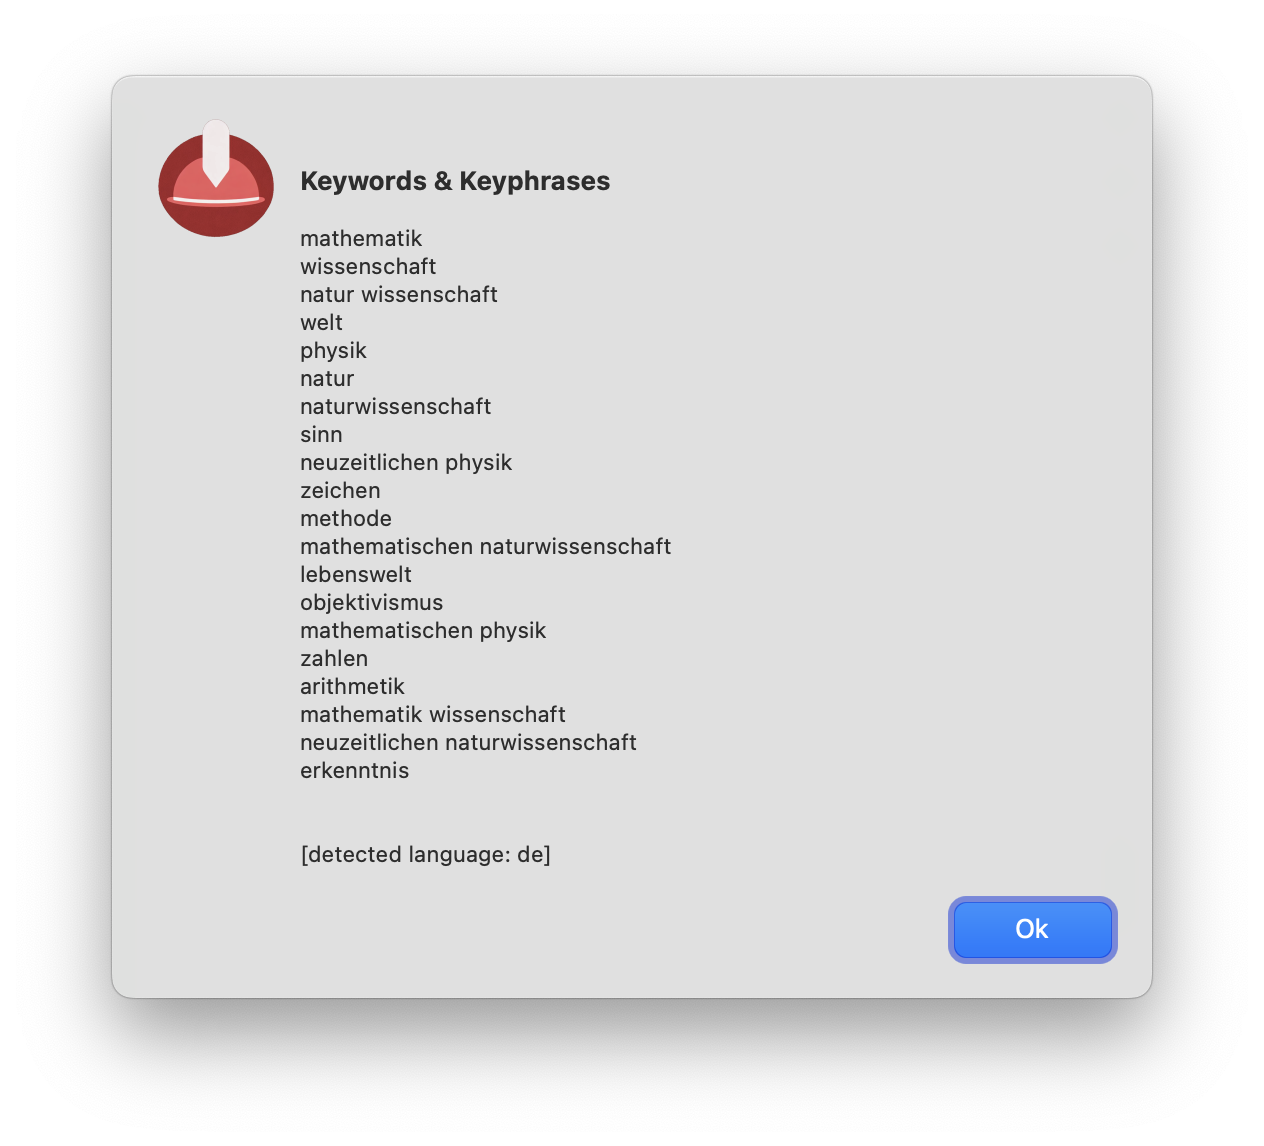 Keywords & Keyphrases
mathematik
wissenschaft
natur wissenschaft
welt
physik
natur
naturwissenschaft
sinn
neuzeitlichen physik
zeichen
methode
mathematischen naturwissenschaft
lebenswelt
objektivismus
mathematischen physik
zahlen
arithmetik
mathematik wissenschaft
neuzeitlichen naturwissenschaft
erkenntnis
[detected language: de]
Ok